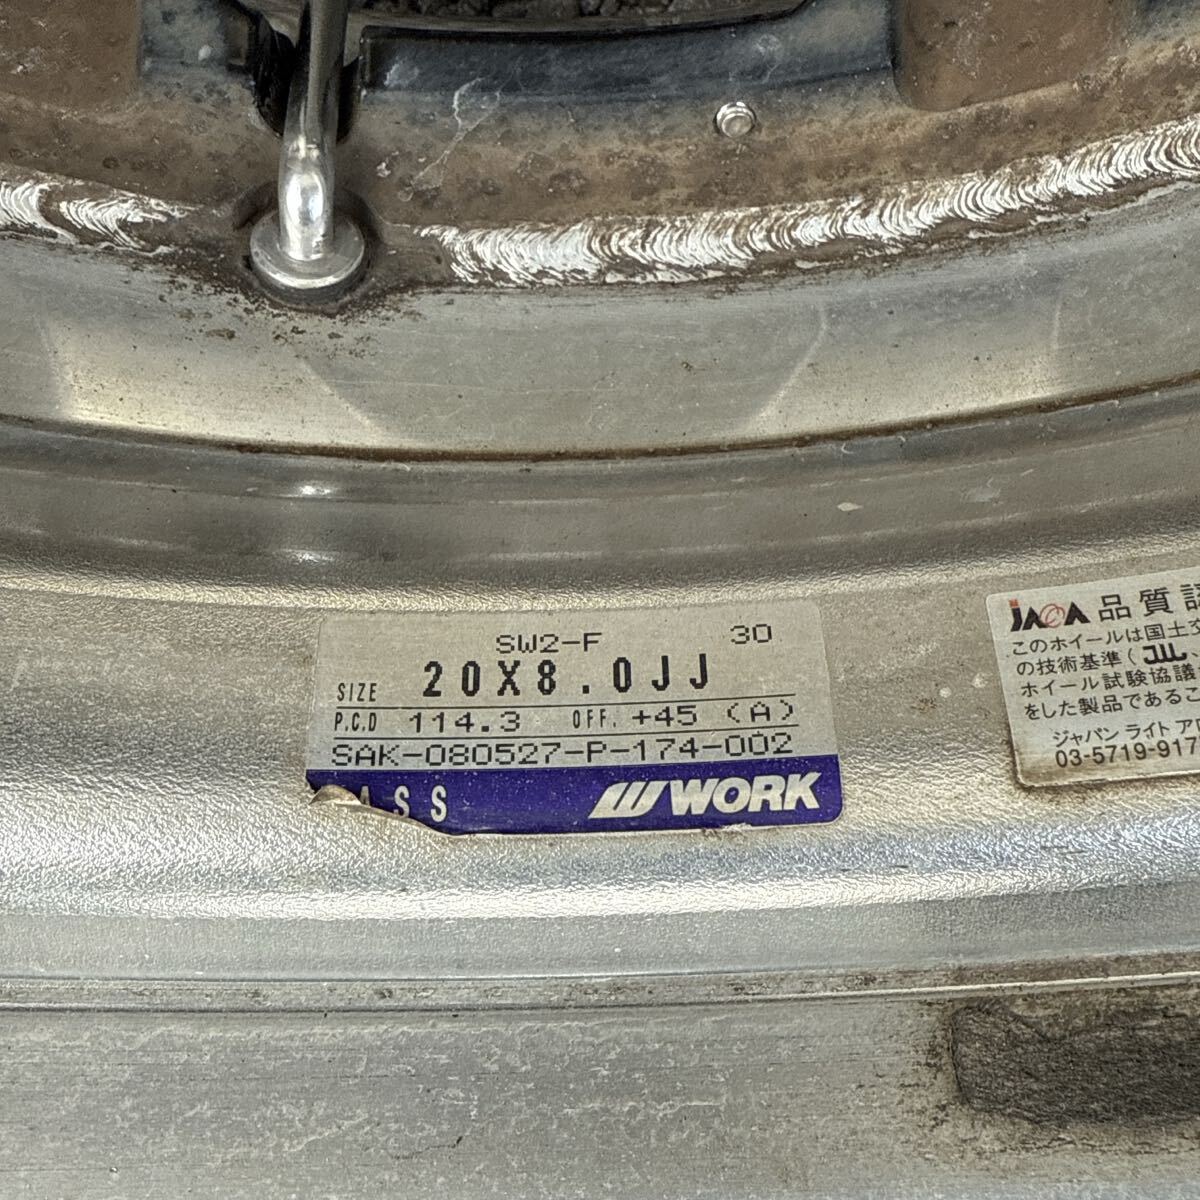 SW2-F 30
SIZE 20X8.0JJ
P.C.D 114.3 OFF. +45 (A)
SAK-080527-P-174-002
ASS WORK
JAWA 品質
このホイールは国土交
の技術基準(JWL、
ホイール試験協議
をした製品であるこ
ジャパン ライト ア
03-5719-917